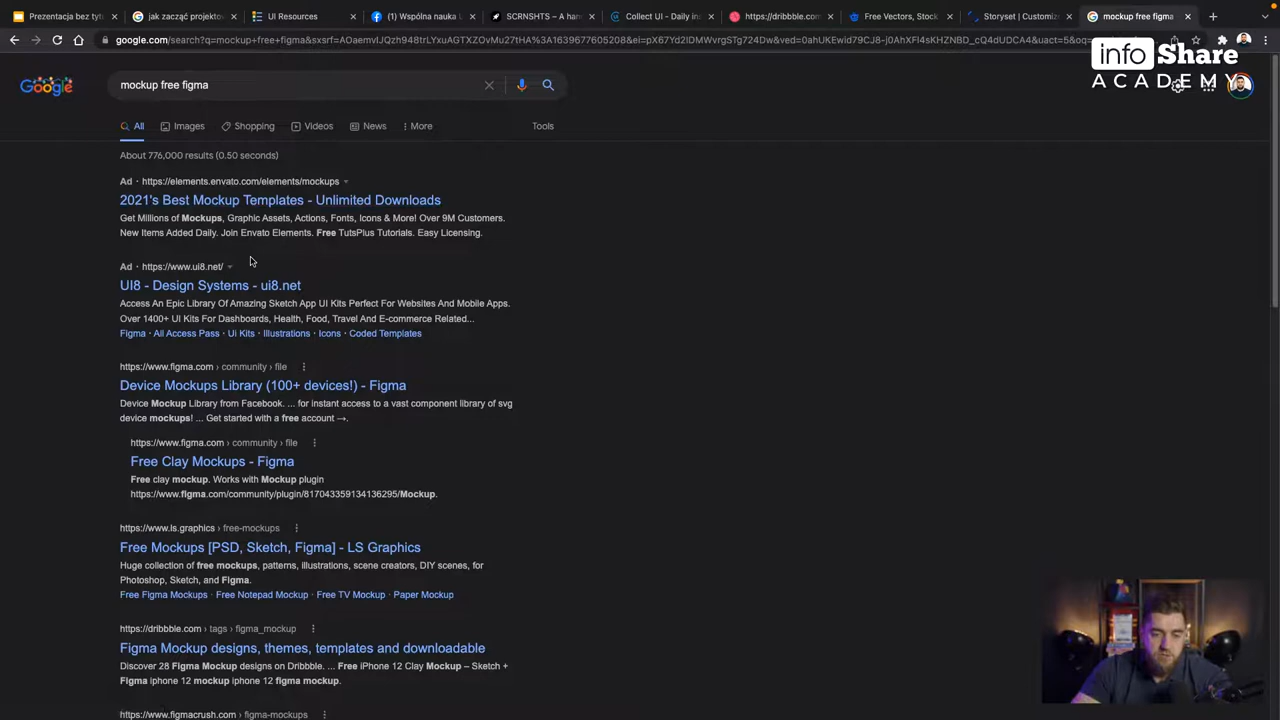 Prezentacja bez tytu
jak zacząć projektow
UI Resources
(1) Wspólna nauka U
SCRNSHTS – A han
Collect UI - Daily ins
https://dribbble.com
Free Vectors, Stock
Storyset | Customiz
mockup free figma
google.com/search?q=mockup+free+figma&sxsrf=
info Share
ACADEMY
Google
mockup free figma
All
Images
Shopping
Videos
News
More
Tools
About 776,000 results (0.50 seconds)
Ad · https://elements.envato.com/elements/mockups
2021's Best Mockup Templates - Unlimited Downloads
Get Millions of Mockups, Graphic Assets, Actions, Fonts, Icons & More! Over 9M Customers.
New Items Added Daily. Join Envato Elements. Free TutsPlus Tutorials. Easy Licensing.
Ad · https://www.ui8.net/
UI8 - Design Systems - ui8.net
Access An Epic Library Of Amazing Sketch App UI Kits Perfect For Websites And Mobile Apps.
Over 1400+ UI Kits For Dashboards, Health, Food, Travel And E-commerce Related...
Figma · All Access Pass · Ui Kits · Illustrations · Icons · Coded Templates
https://www.figma.com › community › file
Device Mockups Library (100+ devices!) - Figma
Device Mockup Library from Facebook. ... for instant access to a vast component library of svg
device mockups! ... Get started with a free account →.
https://www.figma.com › community › file
Free Clay Mockups - Figma
Free clay mockup. Works with Mockup plugin
https://www.figma.com/community/plugin/817043359134136295/Mockup.
https://www.ls.graphics › free-mockups
Free Mockups [PSD, Sketch, Figma] - LS Graphics
Huge collection of free mockups, patterns, illustrations, scene creators, DIY scenes, for
Photoshop, Sketch, and Figma.
Free Figma Mockups · Free Notepad Mockup · Free TV Mockup · Paper Mockup
https://dribbble.com › tags › figma_mockup
Figma Mockup designs, themes, templates and downloadable
Discover 28 Figma Mockup designs on Dribbble. ... Free iPhone 12 Clay Mockup – Sketch +
Figma iphone 12 mockup iphone 12 figma mockup.
https://www.figmacrush.com › figma-mockups